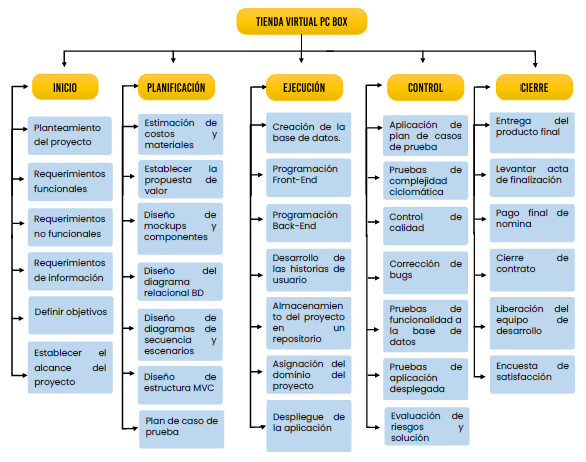 TIENDA VIRTUAL PC BOX
INICIO
Planteamiento
del proyecto
Requerimientos
funcionales
Requerimientos
no funcionales
Requerimientos
de información
Definir objetivos
Establecer el
alcance del
proyecto
PLANIFICACIÓN
Estimación de
costos y
materiales
Establecer la
propuesta de
valor
Diseño de
mockups y
componentes
Diseño del
diagrama
relacional BD
Diseño de
diagramas de
secuencia y
escenarios
Diseño de
estructura MVC
Plan de caso de
prueba
EJECUCIÓN
Creación de la
base de datos.
Programación
Front-End
Programación
Back-End
Desarrollo de
las historias de
usuario
Almacenamien
to del proyecto
en un
repositorio
Asignación del
dominio del
proyecto
Despliegue de
la aplicación
CONTROL
Aplicación de
plan de casos
de prueba
Pruebas de
complejidad
ciclomática
Control de
calidad
Corrección de
bugs
Pruebas de
funcionalidad a
la base de
datos
Pruebas de
aplicación
desplegada
Evaluación de
riesgos y
solución
CIERRE
Entrega del
producto final
Levantar acta
de finalización
Pago final de
nomina
Cierre de
contrato
Liberación del
equipo de
desarrollo
Encuesta de
satisfacción